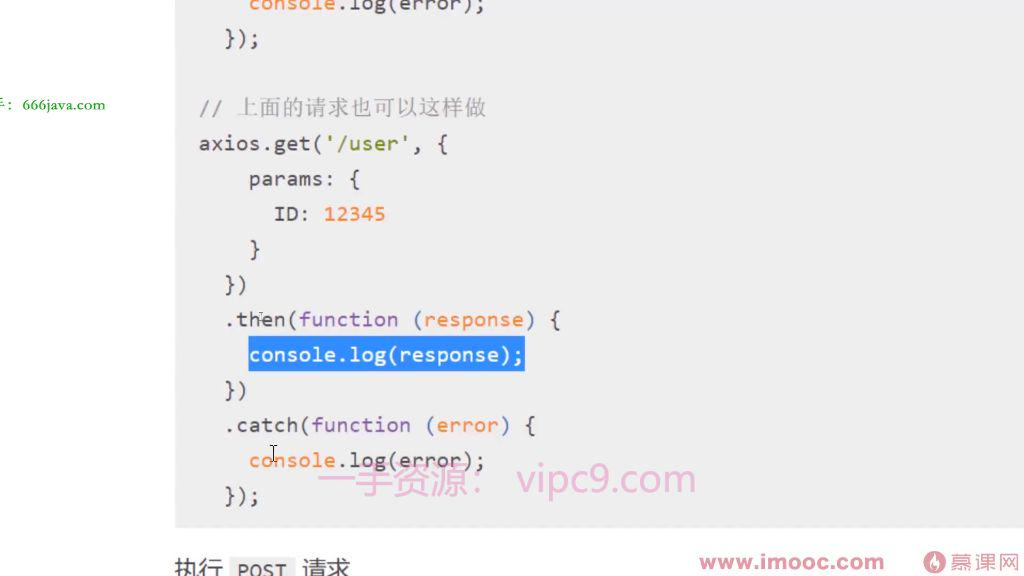 console.log(error);
});
手：666java.com
// 上面的请求也可以这样做
axios.get('/user', {
params: {
ID: 12345
}
})
.then(function (response) {
console.log(response);
})
.catch(function (error) {
console.log(error);
一手资源： vipc9.com
});
执行 POST 请求
www.imooc.com
慕课网